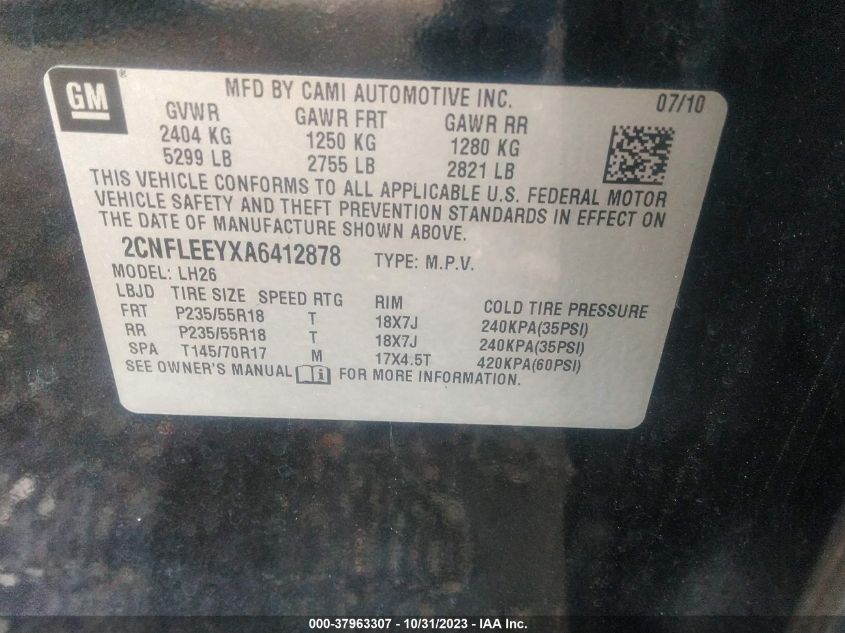 GM®
MFD BY CAMI AUTOMOTIVE INC. 07/10
GVWR GAWR FRT GAWR RR
2404 KG 1250 KG 1280 KG
5299 LB 2755 LB 2821 LB
THIS VEHICLE CONFORMS TO ALL APPLICABLE U.S. FEDERAL MOTOR
VEHICLE SAFETY AND THEFT PREVENTION STANDARDS IN EFFECT ON
THE DATE OF MANUFACTURE SHOWN ABOVE.
2CNFLEEYXA6412878 TYPE: M.P.V.
MODEL: LH26
LBJD TIRE SIZE SPEED RTG RIM COLD TIRE PRESSURE
FRT P235/55R18 T 18X7J 240KPA(35PSI)
RR P235/55R18 T 18X7J 240KPA(35PSI)
SPA T145/70R17 M 17X4.5T 420KPA(60PSI)
SEE OWNER'S MANUAL FOR MORE INFORMATION.
000-37963307 - 10/31/2023 - IAA Inc.